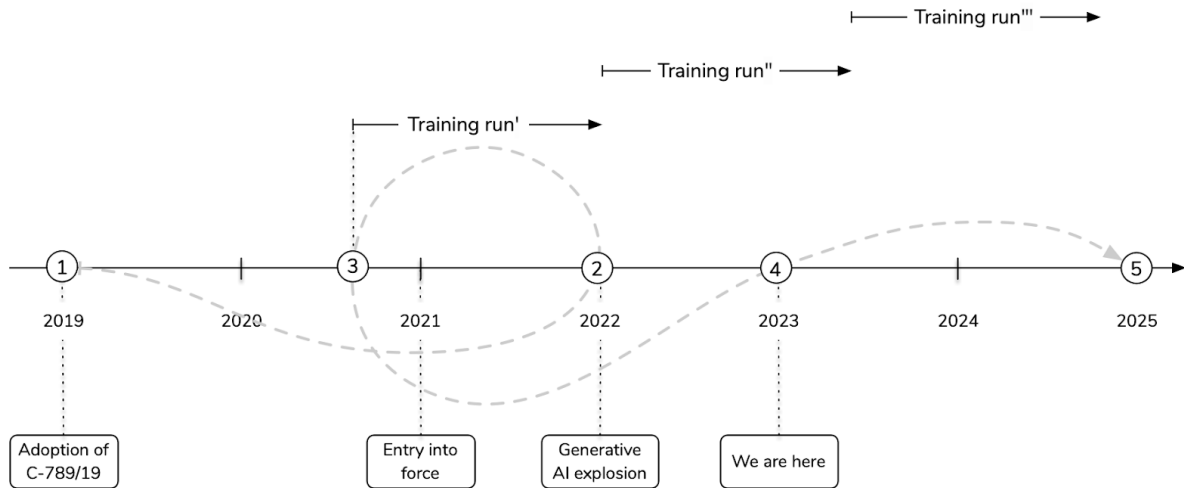 Training run'''
Training run''
Training run'
1
3
2
4
5
2019
2020
2021
2022
2023
2024
2025
Adoption of
C-789/19
Entry into
force
Generative
AI explosion
We are here